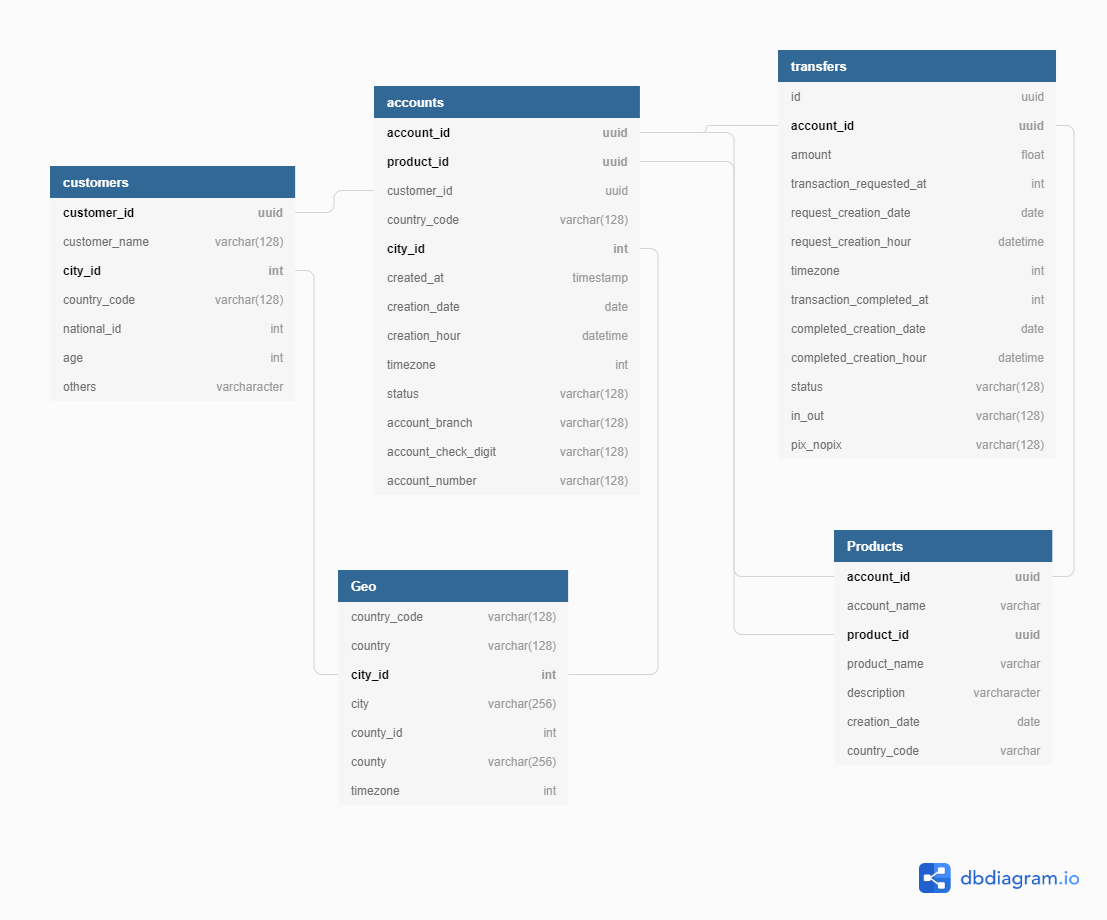 customers
customer_id uuid
customer_name varchar(128)
city_id int
country_code varchar(128)
national_id int
age int
others varcharacter
accounts
account_id uuid
product_id uuid
customer_id uuid
country_code varchar(128)
city_id int
created_at timestamp
creation_date date
creation_hour datetime
timezone int
status varchar(128)
account_branch varchar(128)
account_check_digit varchar(128)
account_number varchar(128)
transfers
id uuid
account_id uuid
amount float
transaction_requested_at int
request_creation_date date
request_creation_hour datetime
timezone int
transaction_completed_at int
completed_creation_date date
completed_creation_hour datetime
status varchar(128)
in_out varchar(128)
pix_nopix varchar(128)
Geo
country_code varchar(128)
country varchar(128)
city_id int
city varchar(256)
county_id int
county varchar(256)
timezone int
Products
account_id uuid
account_name varchar
product_id uuid
product_name varchar
description varcharacter
creation_date date
country_code varchar
dbdiagram.io